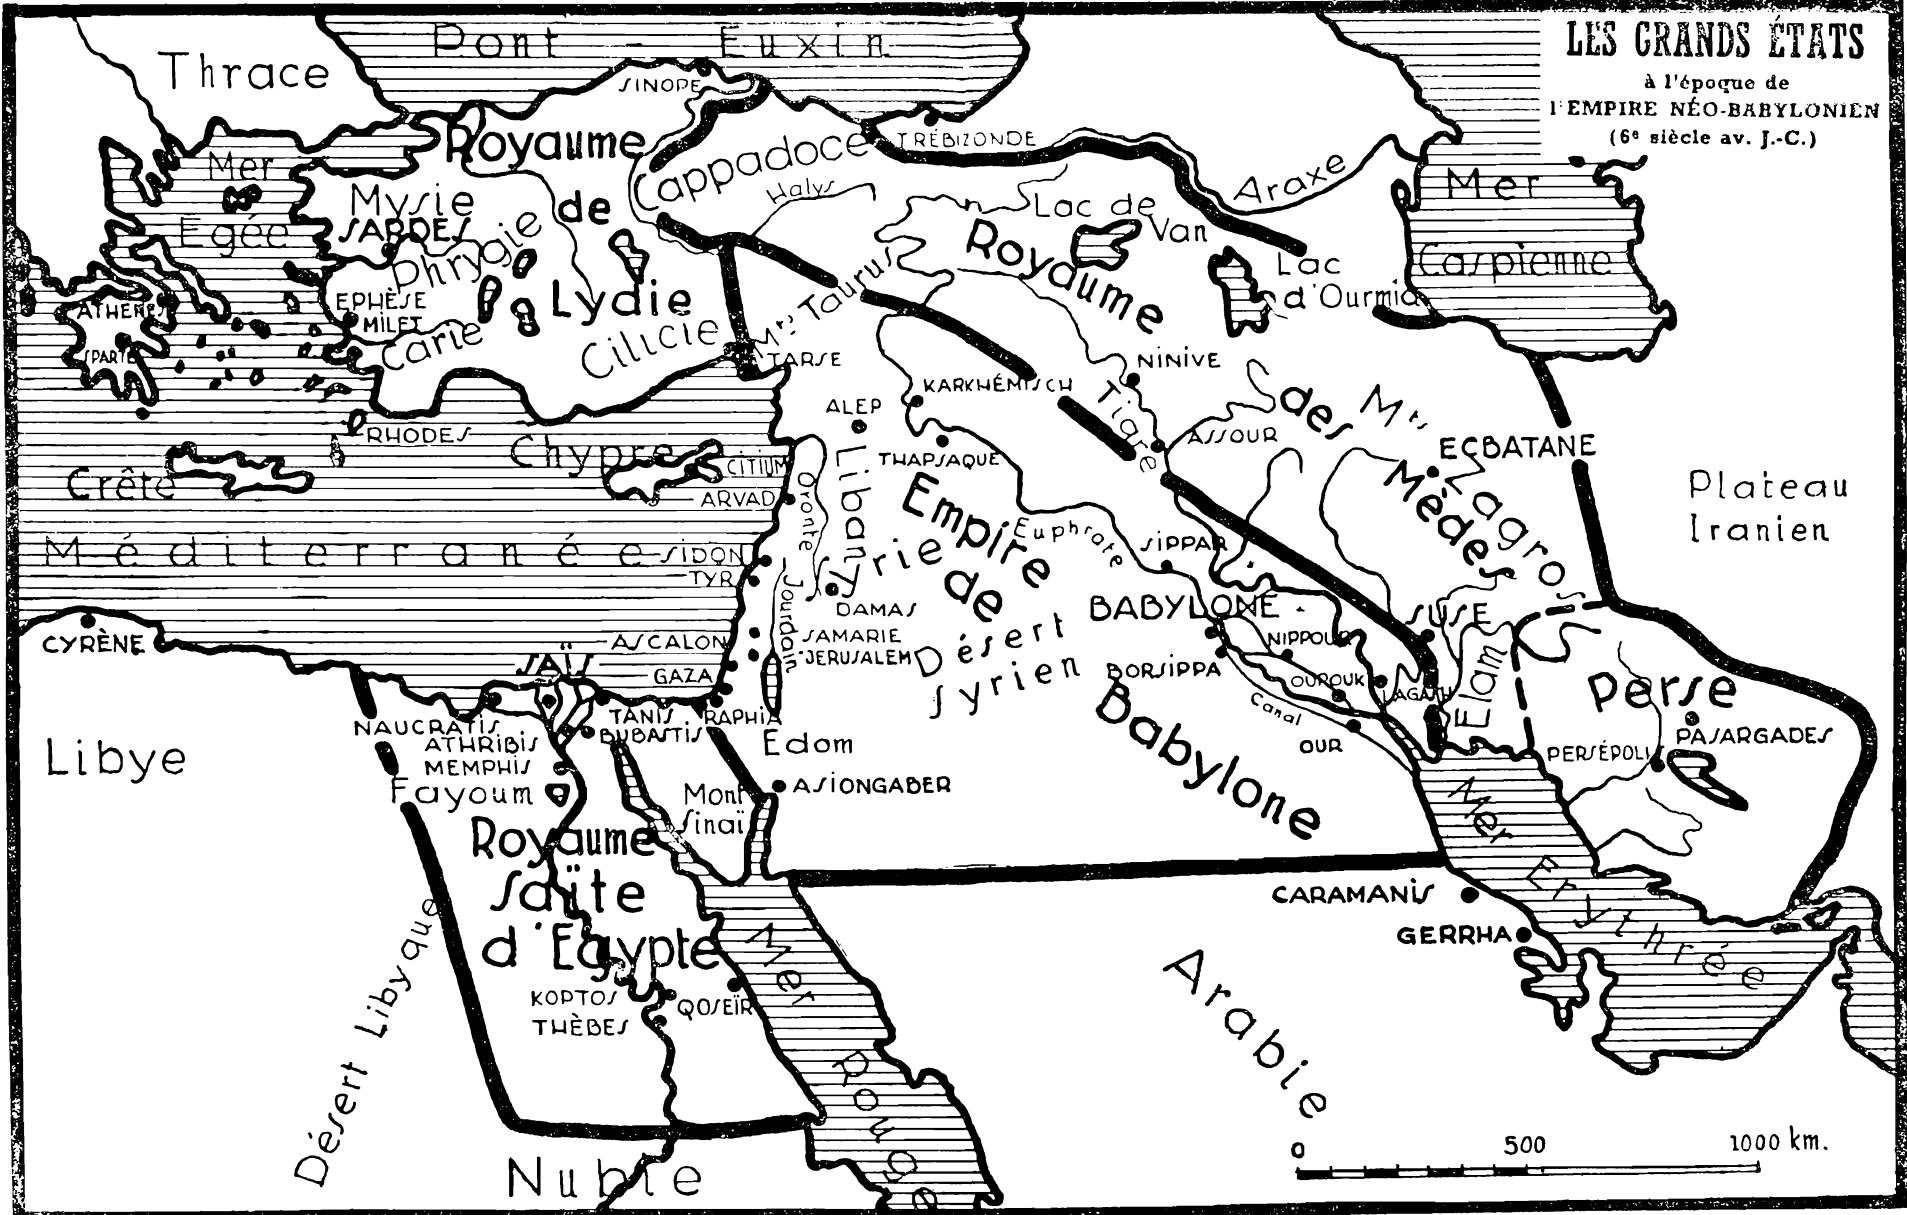 LES GRANDS ÉTATS
à l'époque de
l'EMPIRE NÉO-BABYLONIEN
(6e siècle av. J.-C.)
Pont - Euxin
Thrace
SINOPE
Royaume
de
Lydie
Cappadoce
TRÉBIZONDE
Halys
Araxe
Mer
Caspienne
Mer
Egée
Mysie
SARDES
Phrygie
Lac de
Van
Royaume
des
Mèdes
Lac
d'Ourmia
EPHÈSE
MILET
Carie
Cilicie
Mts Taurus
TARSE
ATHÈNES
SPARTE
NINIVE
KARKHÉMISCH
Tigre
ALEP
ASSOUR
Mts
Zagros
ECBATANE
RHODES
Chypre
CITIUM
THAPSAQUE
Crête
ARVAD
Oronte
Liban
Plateau
Iranien
Empire
de
Babylone
Euphrate
Méditerranée
SIDON
TYR
Syrie
SIPPAR
Jourdain
DAMAS
BABYLONE
SUSE
CYRÈNE
ASCALON
SAMARIE
JERUSALEM
Désert
Syrien
NIPPOUR
SAÏS
GAZA
BORSIPPA
OUROUK
LAGASH
Elam
Perse
NAUCRATIS
TANIS
RAPHIA
Canal
ATHRIBIS
BUBASTIS
Edom
OUR
PASARGADES
PERSÉPOLIS
Libye
MEMPHIS
Fayoum
Mont
Sinaï
ASIONGABER
Royaume
Saïte
d'Egypte
Mer Erythrée
CARAMANIS
GERRHA
Désert Libyque
Mer Rouge
KOPTOS
QOSEÏR
THÈBES
Arabie
Nubie
0 500 1000 km.